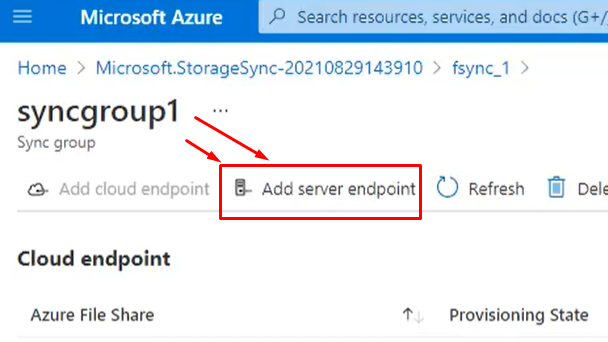 Microsoft Azure
Search resources, services, and docs (G+/)
Home > Microsoft.StorageSync-20210829143910 > fsync_1 >
syncgroup1 ...
Sync group
Add cloud endpoint Add server endpoint Refresh Dele
Cloud endpoint
Azure File Share ↑↓ Provisioning State